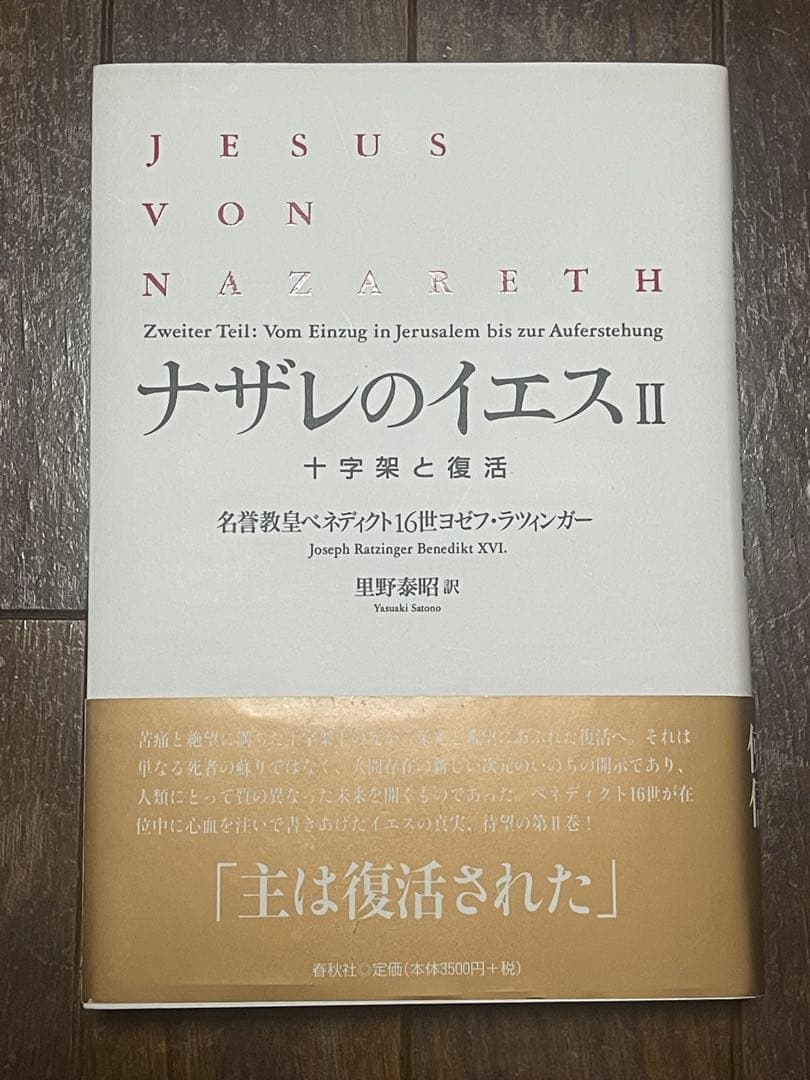 JESUS
VON
NAZARETH
Zweiter Teil: Vom Einzug in Jerusalem bis zur Auferstehung
ナザレのイエスⅡ
十字架と復活
名誉教皇ベネディクト16世ヨゼフ・ラツィンガー
Joseph Ratzinger Benedikt XVI.
里野泰昭 訳
Yasuaki Satono
苦痛と絶望に満ちた十字架上の死から栄光と希望にあふれた復活へ。それは
単なる死者の蘇りではなく、人間存在の新しい次元のいのちの開示であり、
人類にとって質の異なった未来を開くものであった。ベネディクト16世が在
位中に心血を注いで書きあげたイエスの真実、待望の第Ⅱ巻！
「主は復活された」
春秋社◎定価(本体3500円+税)